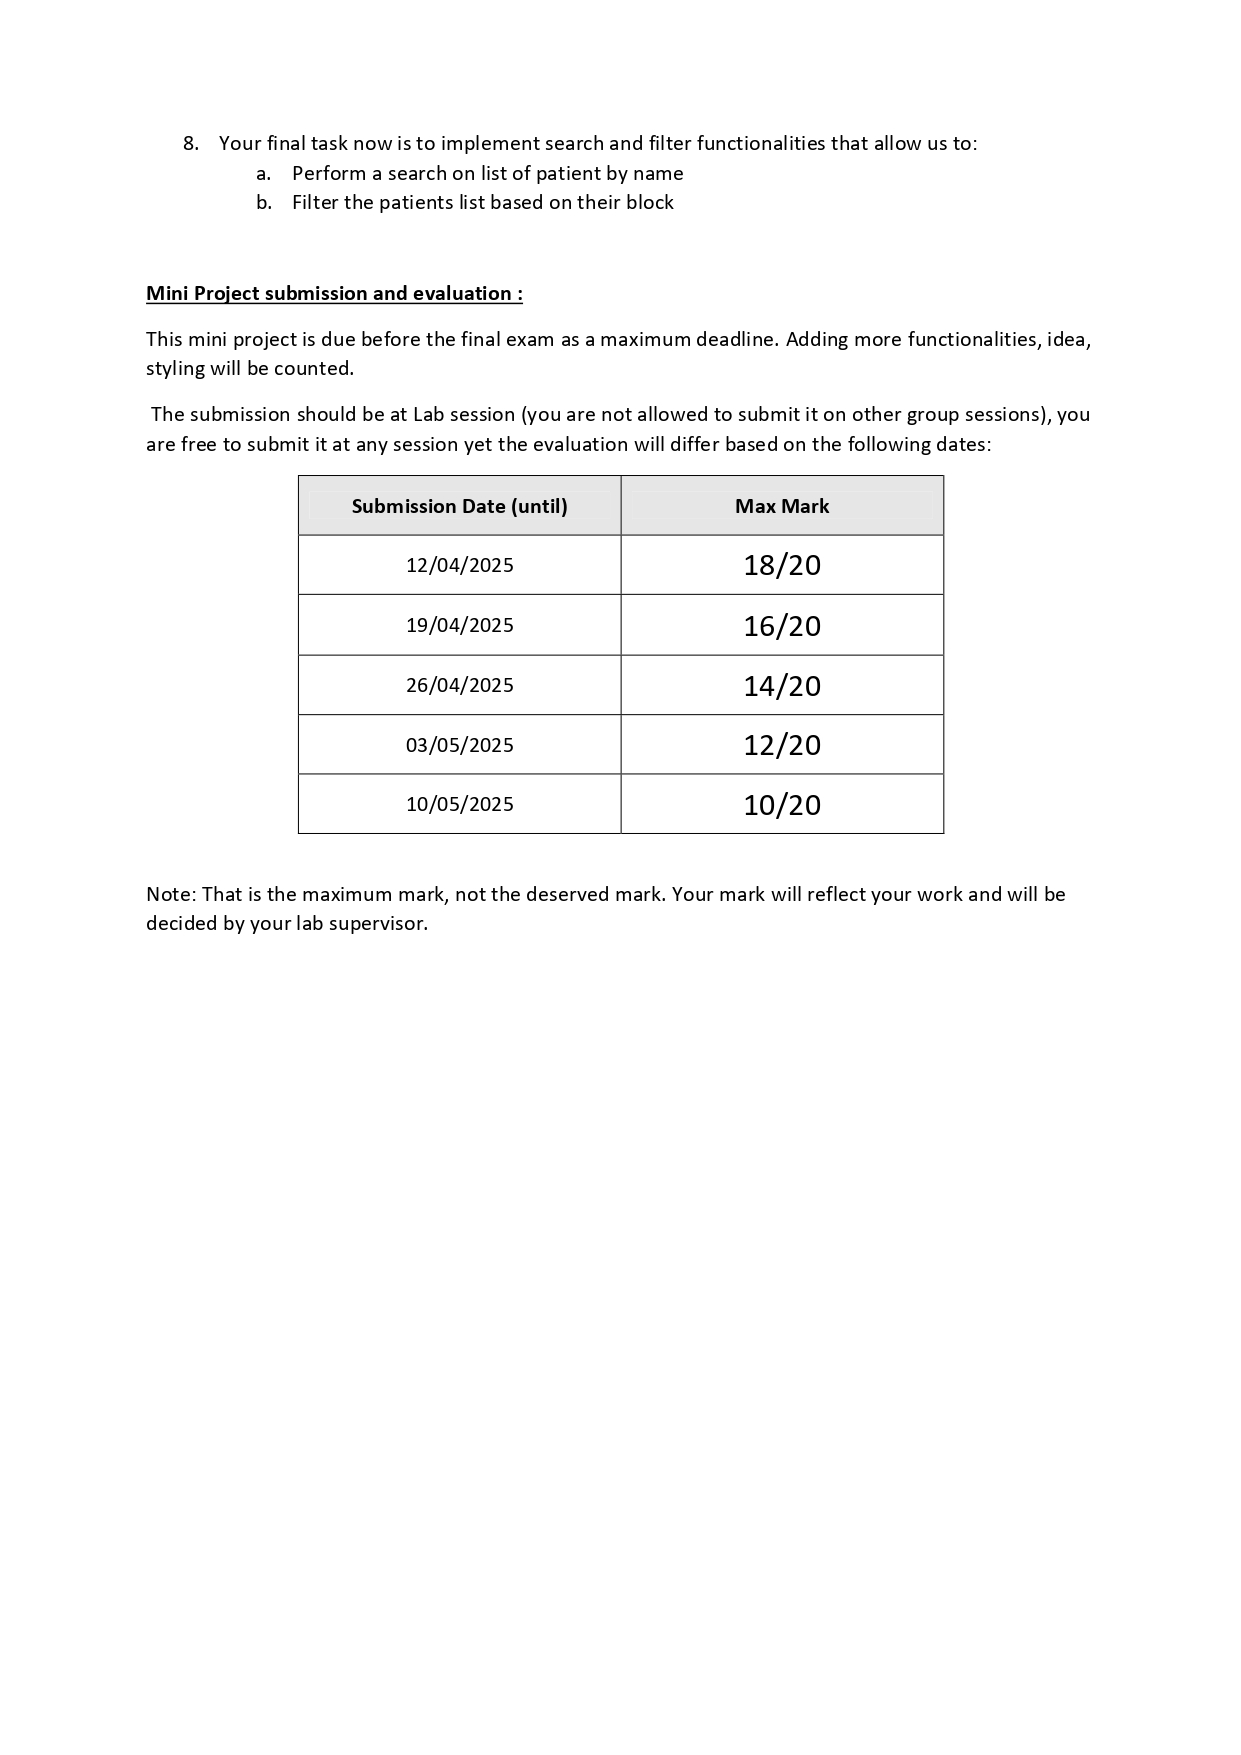 8. Your final task now is to implement search and filter functionalities that allow us to:
a. Perform a search on list of patient by name
b. Filter the patients list based on their block
Mini Project submission and evaluation :
This mini project is due before the final exam as a maximum deadline. Adding more functionalities, idea,
styling will be counted.
The submission should be at Lab session (you are not allowed to submit it on other group sessions), you
are free to submit it at any session yet the evaluation will differ based on the following dates:
Submission Date (until) Max Mark
12/04/2025 18/20
19/04/2025 16/20
26/04/2025 14/20
03/05/2025 12/20
10/05/2025 10/20
Note: That is the maximum mark, not the deserved mark. Your mark will reflect your work and will be
decided by your lab supervisor.